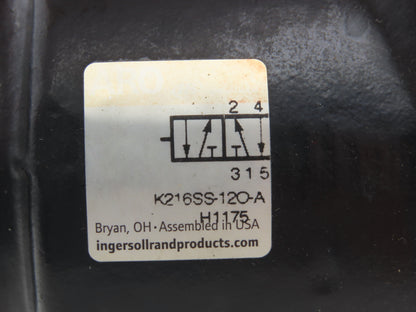 2 4
3 1 5
K216SS-120-A
H1175
Bryan, OH • Assembled in USA
ingersollrandproducts.com